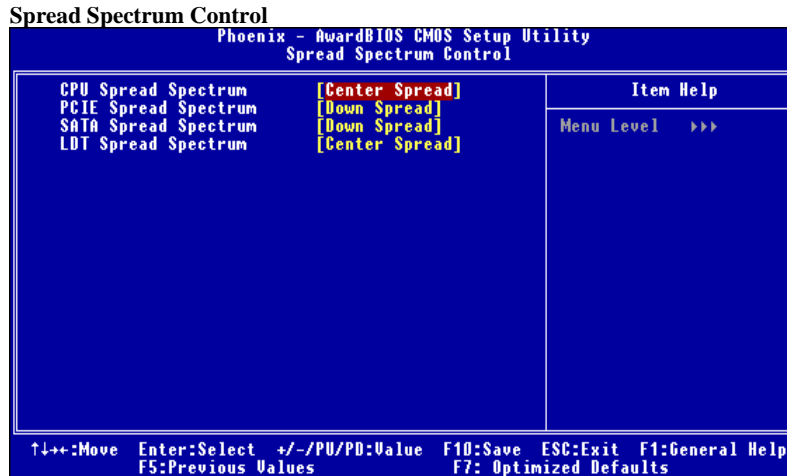 Spread Spectrum Control
Phoenix - AwardBIOS CMOS Setup Utility
Spread Spectrum Control
CPU Spread Spectrum [Center Spread] Item Help
PCIE Spread Spectrum [Down Spread]
SATA Spread Spectrum [Down Spread] Menu Level ▸▸▸
LDT Spread Spectrum [Center Spread]
↑↓→←:Move Enter:Select +/-/PU/PD:Value F10:Save ESC:Exit F1:General Help
F5:Previous Values F7: Optimized Defaults